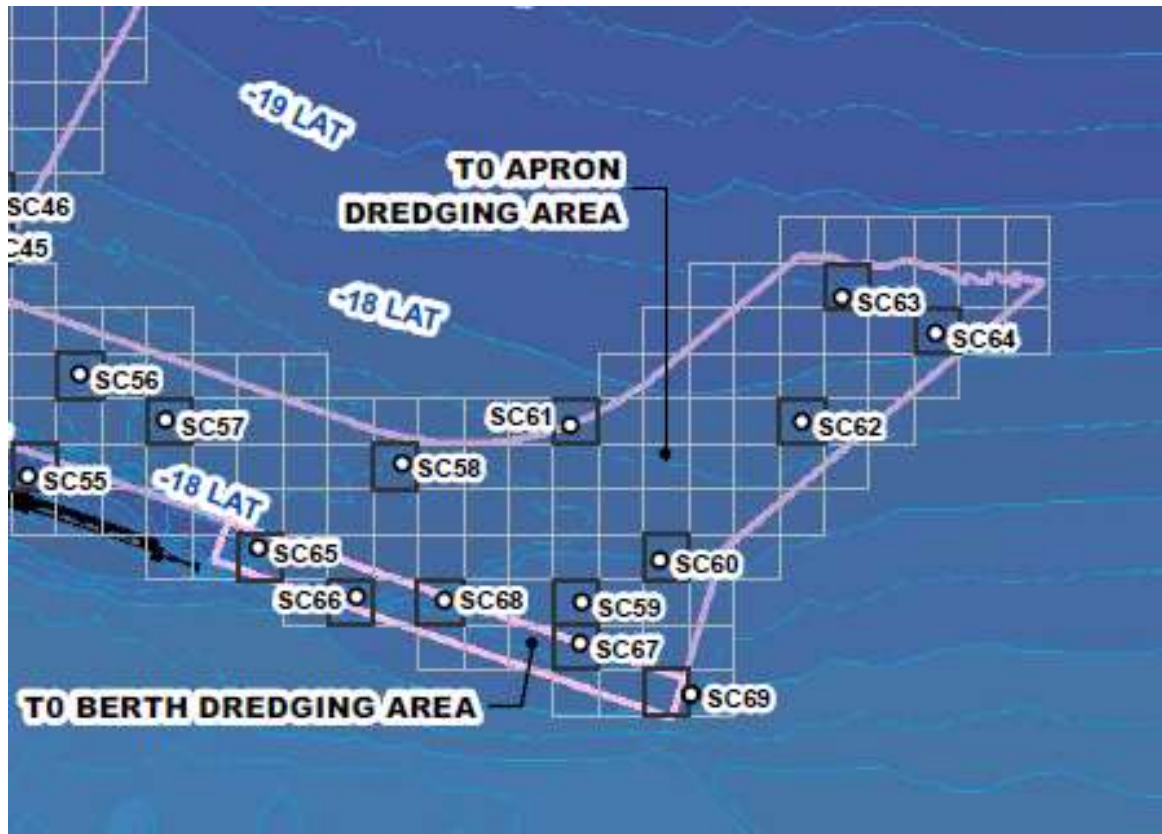 -19 LAT
T0 APRON
DREDGING AREA
SC46
C45
-18 LAT
SC63
SC64
SC56
SC57
SC61
SC62
SC58
SC55
-18 LAT
SC65
SC60
SC66
SC68
SC59
SC67
T0 BERTH DREDGING AREA
SC69